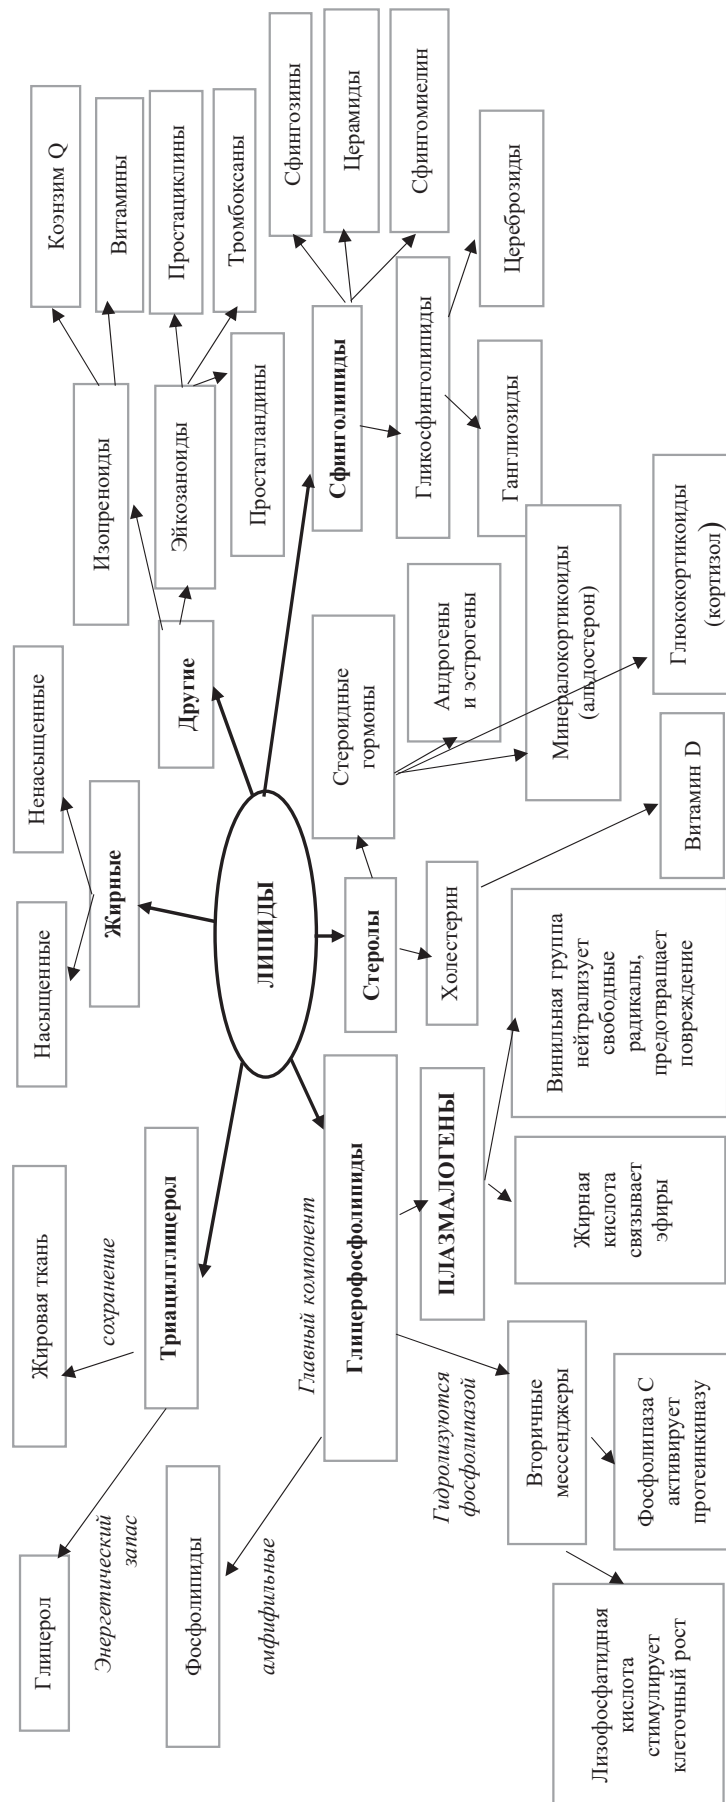 Глицерол
Энергетический
запас
Жировая ткань
сохранение
Триацилглицерол
Насыщенные
Ненасыщенные
Жирные
Фосфолипиды
амфифильные
Главный компонент
Глицерофосфолипиды
Гидролизуются
фосфолипазой
Вторичные
мессенджеры
Лизофосфатидная
кислота
стимулирует
клеточный рост
Фосфолипаза C
активирует
протеинкиназу
ПЛАЗМАЛОГЕНЫ
Жирная
кислота
связывает
эфиры
Винильная группа
нейтрализует
свободные
радикалы,
предотвращает
повреждение
ЛИПИДЫ
Стеролы
Холестерин
Витамин D
Стероидные
гормоны
Андрогены
и эстрогены
Минералокортикоиды
(альдостерон)
Глюкокортикоиды
(кортизол)
Другие
Изопреноиды
Коэнзим Q
Витамины
Эйкозаноиды
Простациклины
Тромбоксаны
Простагландины
Сфинголипиды
Сфингозины
Церамиды
Сфингомиелин
Гликосфинголипиды
Ганглиозиды
Цереброзиды